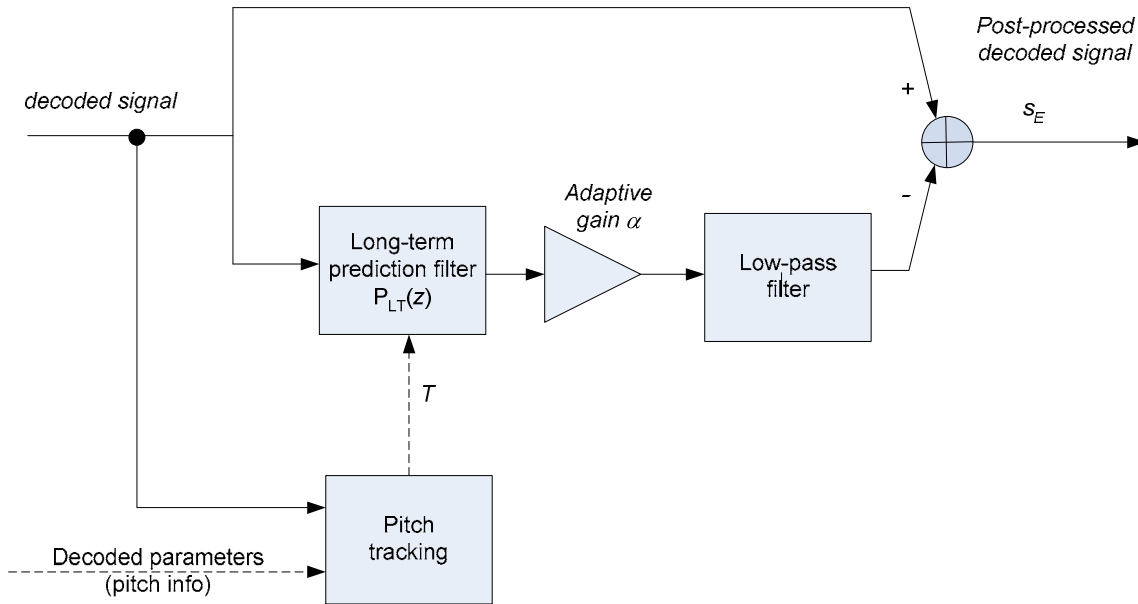 Post-processed
decoded signal
decoded signal
+
s_E
-
Adaptive
gain α
Long-term
prediction filter
P_LT(z)
Low-pass
filter
T
Pitch
tracking
Decoded parameters
(pitch info)